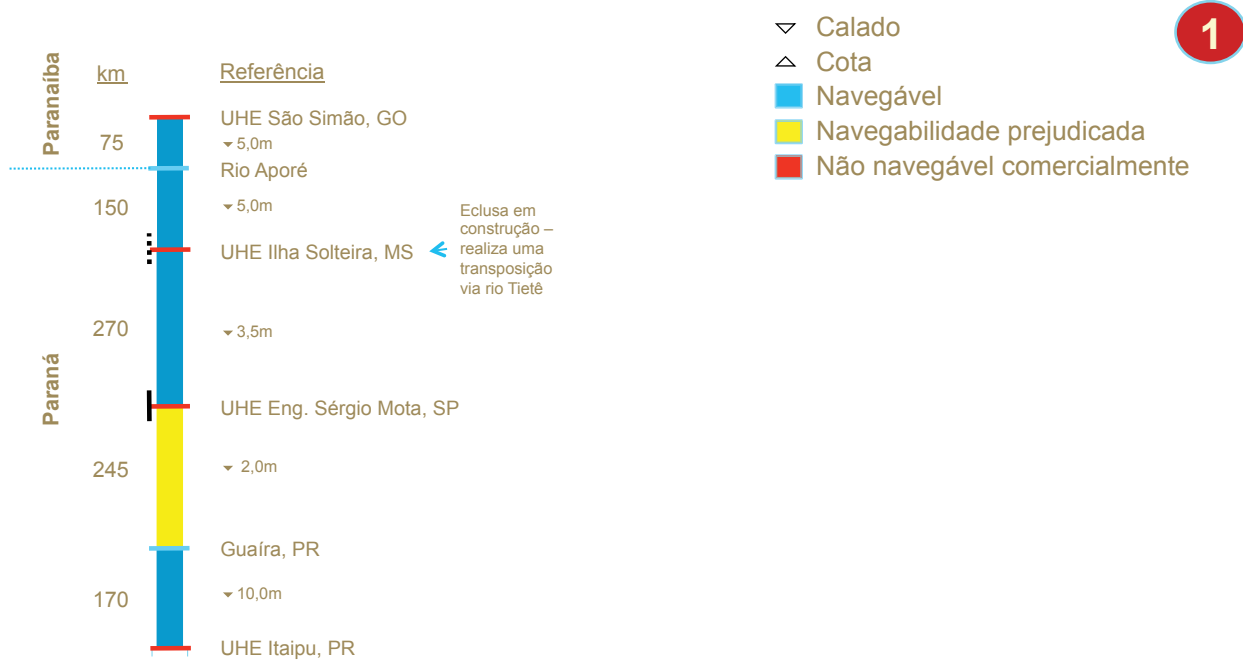 Calado
Cota
Navegável
Navegabilidade prejudicada
Não navegável comercialmente
1
Paranaíba
km
Referência
UHE São Simão, GO
75
5,0m
Rio Aporé
150
5,0m
UHE Ilha Solteira, MS
Eclusa em
construção –
realiza uma
transposição
via rio Tietê
Paraná
270
3,5m
UHE Eng. Sérgio Mota, SP
245
2,0m
Guaíra, PR
170
10,0m
UHE Itaipu, PR